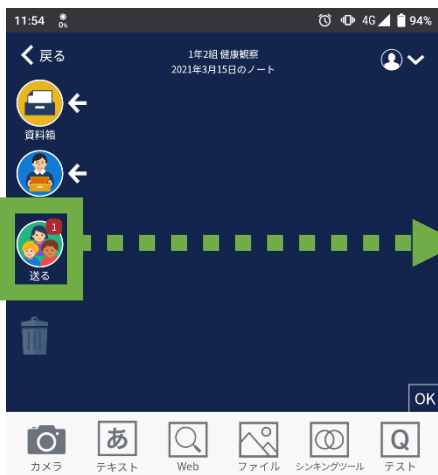 11:54 0% 4G 94%
戻る
1年2組 健康観察
2021年3月15日のノート
資料箱
1
送る
OK
あ Q
カメラ テキスト Web ファイル シンキングツール テスト